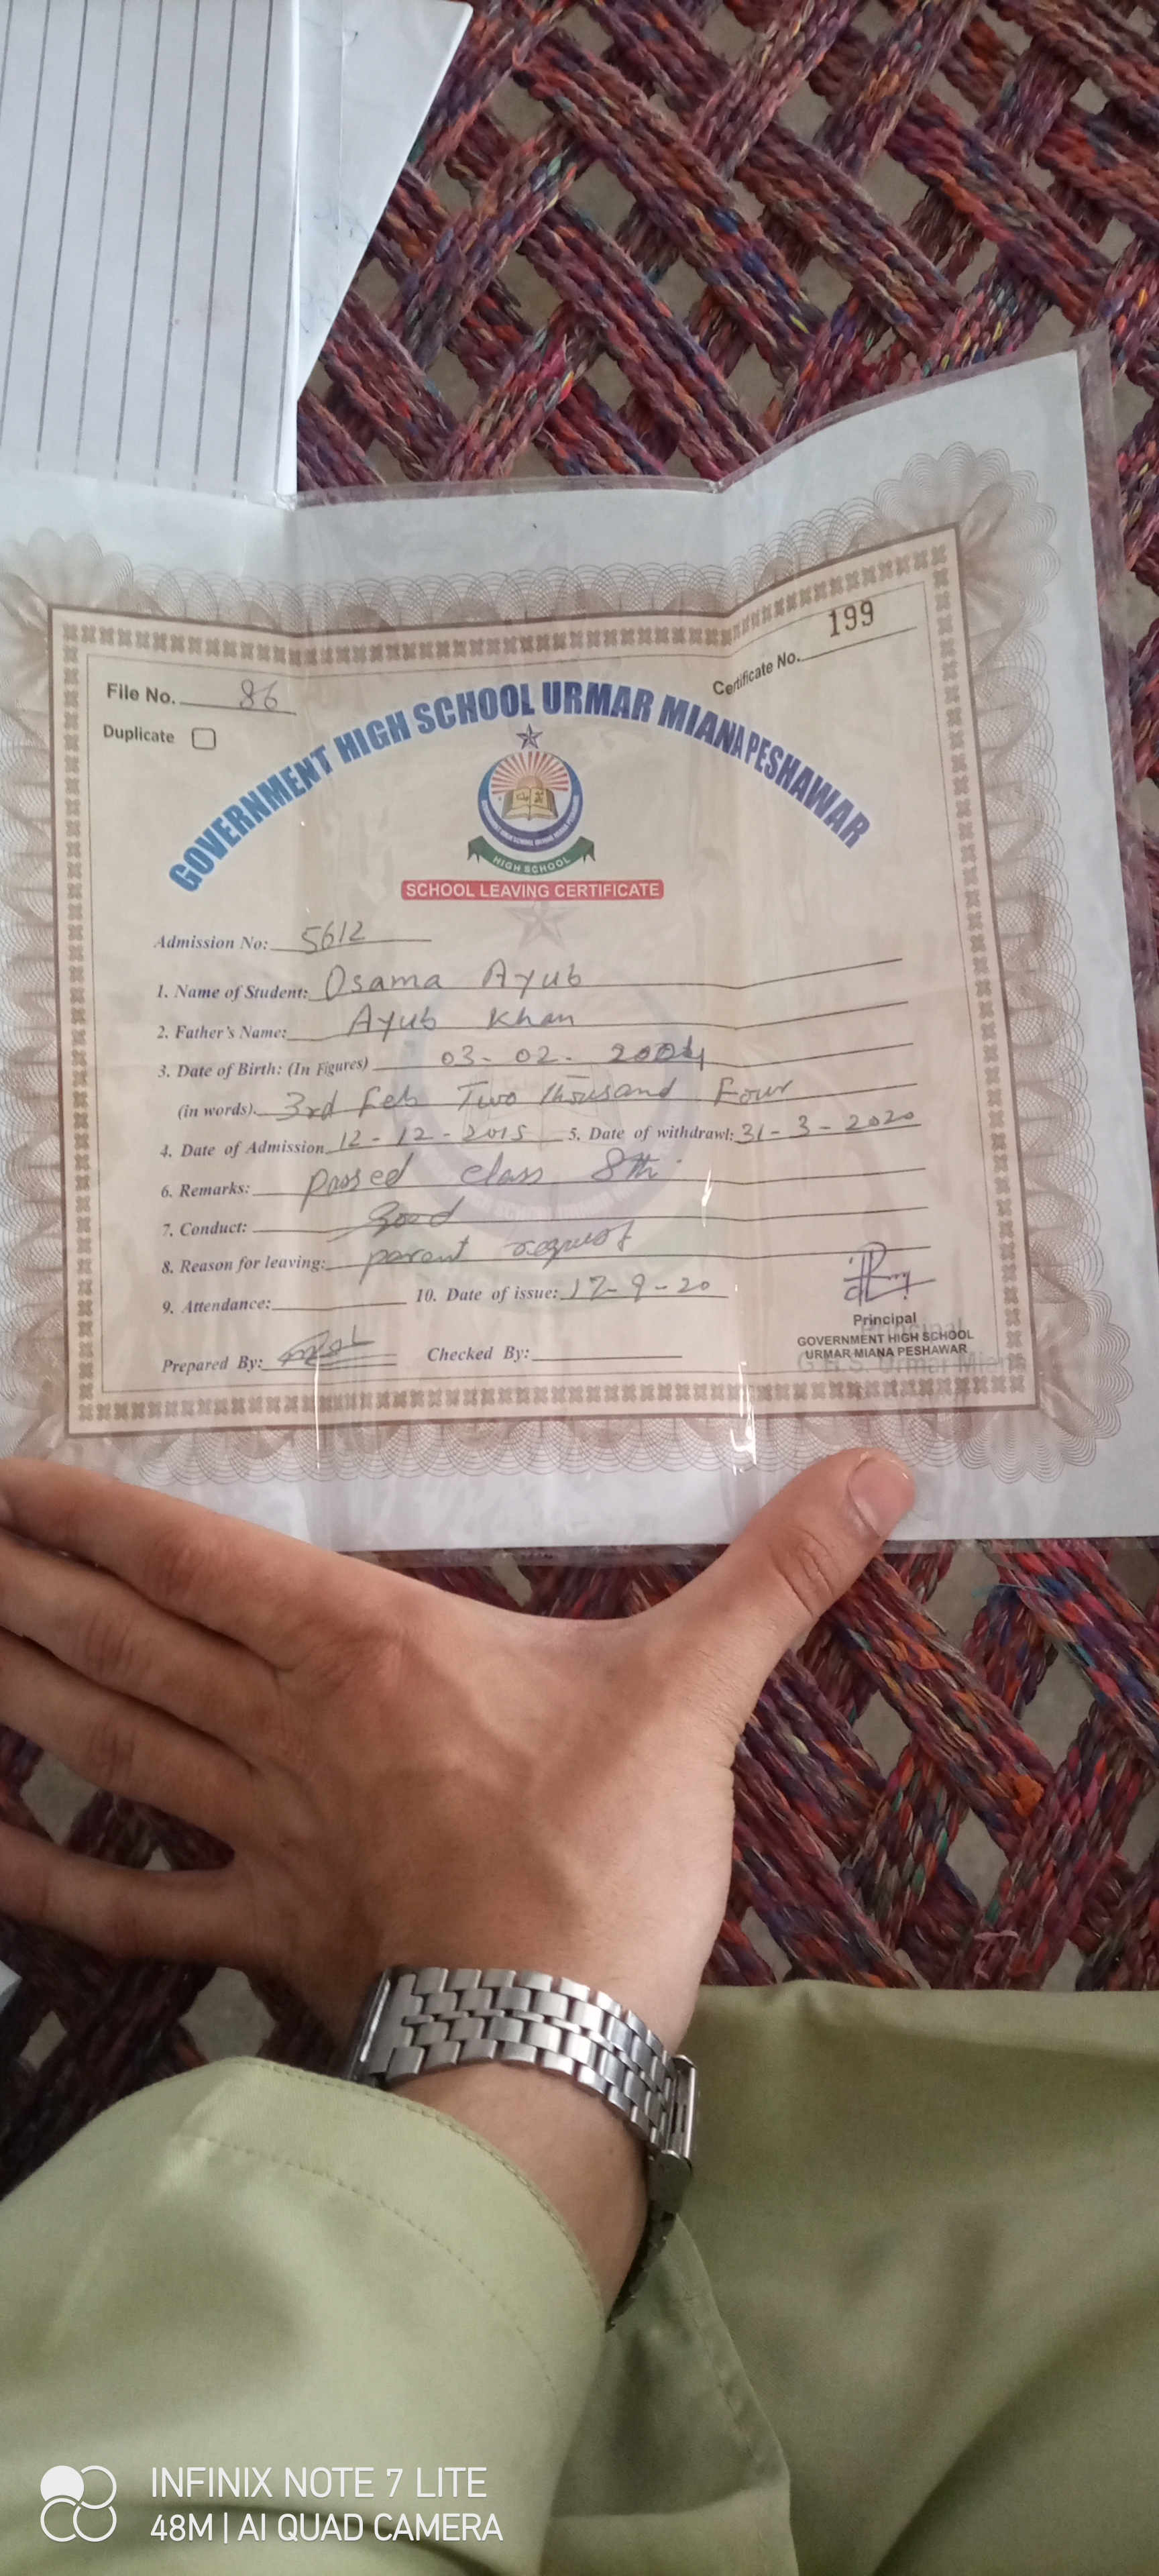 199
Certificate No.
File No. 86
Duplicate
GOVERNMENT HIGH SCHOOL URMAR MIANA PESHAWAR
HIGH SCHOOL
SCHOOL LEAVING CERTIFICATE
Admission No: 5612
1. Name of Student: Osama Ayub
2. Father's Name: Ayub Khan
3. Date of Birth: (In Figures) 03-02-2004
(in words). 3rd Feb Two Thousand Four
4. Date of Admission 12-12-2015 5. Date of withdrawl: 31-3-2020
6. Remarks: passed class 8th
7. Conduct: Good
8. Reason for leaving: parent request
9. Attendance: 10. Date of issue: 17-9-20
Principal
GOVERNMENT HIGH SCHOOL
URMAR MIANA PESHAWAR
Prepared By: Checked By:
INFINIX NOTE 7 LITE
48M | AI QUAD CAMERA